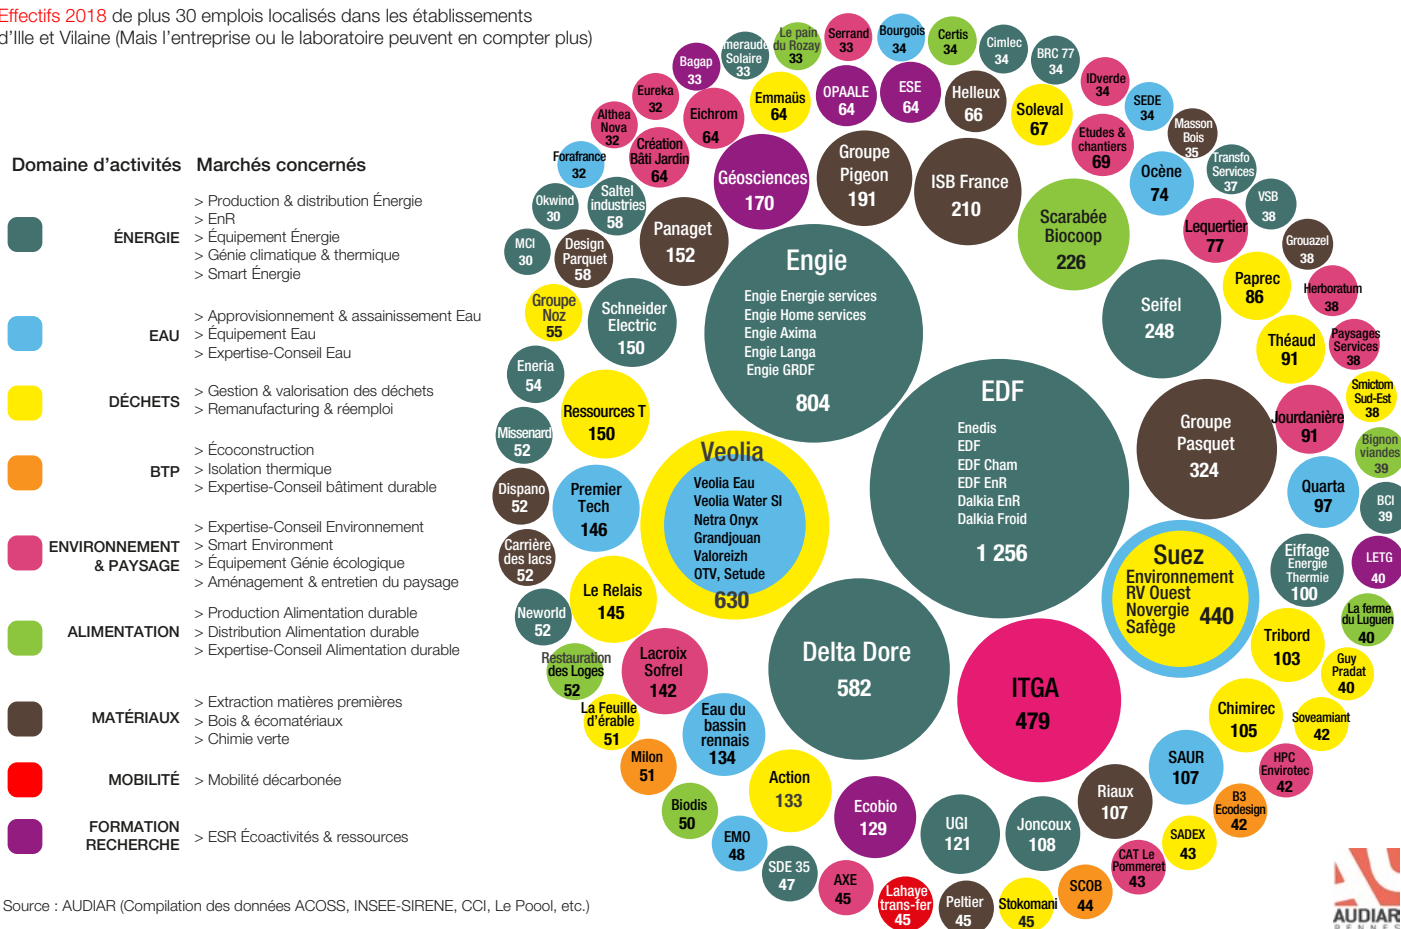 Effectifs 2018 de plus 30 emplois localisés dans les établissements
d'Ille et Vilaine (Mais l'entreprise ou le laboratoire peuvent en compter plus)
Domaine d'activités
Marchés concernés
ÉNERGIE
> Production & distribution Énergie
> EnR
> Équipement Énergie
> Génie climatique & thermique
> Smart Énergie
EAU
> Approvisionnement & assainissement Eau
> Équipement Eau
> Expertise-Conseil Eau
DÉCHETS
> Gestion & valorisation des déchets
> Remanufacturing & réemploi
BTP
> Écoconstruction
> Isolation thermique
> Expertise-Conseil bâtiment durable
ENVIRONNEMENT
& PAYSAGE
> Expertise-Conseil Environnement
> Smart Environment
> Équipement Génie écologique
> Aménagement & entretien du paysage
ALIMENTATION
> Production Alimentation durable
> Distribution Alimentation durable
> Expertise-Conseil Alimentation durable
MATÉRIAUX
> Extraction matières premières
> Bois & écomatériaux
> Chimie verte
MOBILITÉ
> Mobilité décarbonée
FORMATION
RECHERCHE
> ESR Écoactivités & ressources
Source : AUDIAR (Compilation des données ACOSS, INSEE-SIRENE, CCI, Le Poool, etc.)
Bagap
33
meraude
Solaire
33
Le pain
du Rozay
33
Serrand
33
Bourgois
34
Certis
34
Cimlec
34
BRC 77
34
IDverde
34
SEDE
34
Masson
Bois
35
Transfo
Services
37
VSB
38
Grouazel
38
Herboratum
38
Paysages
Services
38
Smictom
Sud-Est
38
Bignon
viandes
39
BCI
39
LETG
40
La ferme
du Luguen
40
Guy
Pradat
40
Soveamiant
42
HPC
Envirotec
42
B3
Ecodesign
42
SADEX
43
CAT Le
Pommeret
43
SCOB
44
Stokomani
45
Peltier
45
Lahaye
trans-fer
45
AXE
45
SDE 35
47
EMO
48
Biodis
50
Milon
51
La Feuille
d'érable
51
Restauration
des Loges
52
Neworld
52
Carrière
des lacs
52
Dispano
52
Missenard
52
Eneria
54
Groupe
Noz
55
MCI
30
Okwind
30
Forafrance
32
Althea
Nova
32
Eureka
32
Design
Parquet
58
Saltel
industries
58
Création
Bâti Jardin
64
Eichrom
64
Emmaüs
64
OPAALE
64
ESE
64
Helleux
66
Soleval
67
Etudes &
chantiers
69
Ocène
74
Lequertier
77
Paprec
86
Théaud
91
Jourdanière
91
Quarta
97
Eiffage
Energie
Thermie
100
Tribord
103
Chimirec
105
SAUR
107
Riaux
107
Joncoux
108
UGI
121
Ecobio
129
Action
133
Eau du
bassin
rennais
134
Lacroix
Sofrel
142
Le Relais
145
Premier
Tech
146
Ressources T
150
Schneider
Electric
150
Panaget
152
Géosciences
170
Groupe
Pigeon
191
ISB France
210
Scarabée
Biocoop
226
Seifel
248
Groupe
Pasquet
324
Suez
Environnement
RV Ouest
Novergie
Safège
440
ITGA
479
Delta Dore
582
Veolia
Veolia Eau
Veolia Water SI
Netra Onyx
Grandjouan
Valoreizh
OTV, Setude
630
Engie
Engie Energie services
Engie Home services
Engie Axima
Engie Langa
Engie GRDF
804
EDF
Enedis
EDF
EDF Cham
EDF EnR
Dalkia EnR
Dalkia Froid
1 256
AUDIAR
RENNES